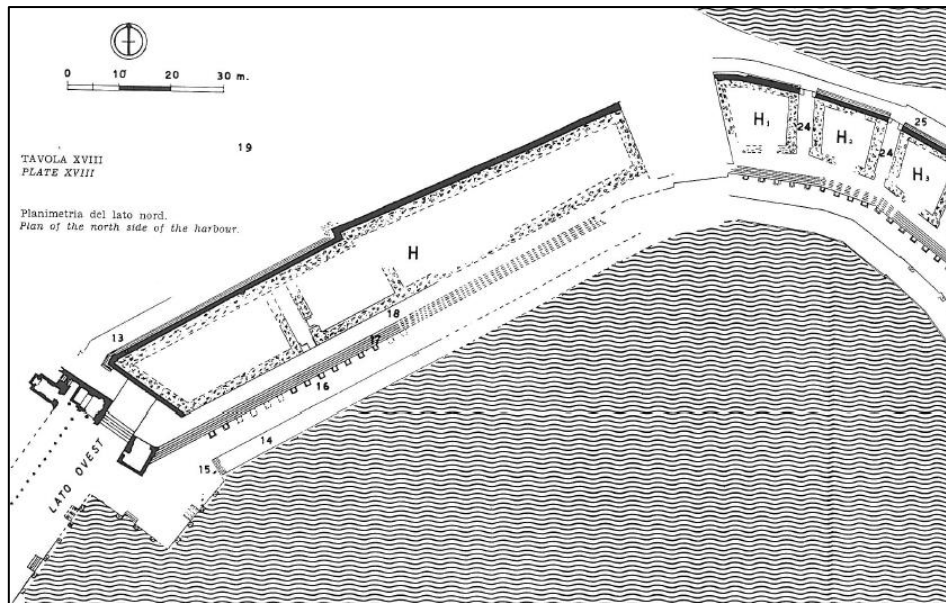 0 10 20 30 m.
19
TAVOLA XVIII
PLATE XVIII
Planimetria del lato nord.
Plan of the north side of the harbour.
H1
24
H2
24
25
H3
H
13
18
17
16
14
15
LATO OVEST